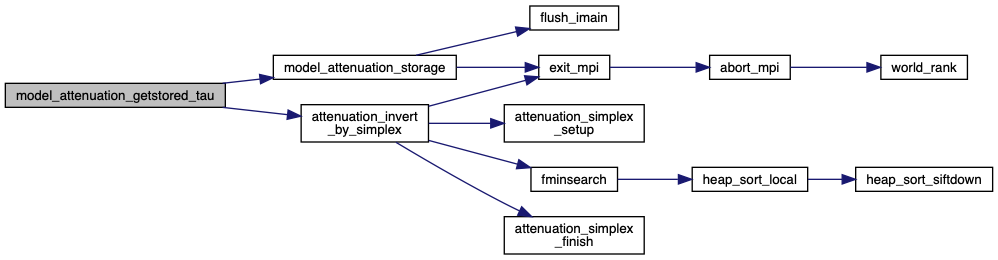 flush_imain
model_attenuation_storage
exit_mpi
abort_mpi
world_rank
model_attenuation_getstored_tau
attenuation_invert
_by_simplex
attenuation_simplex
_setup
fminsearch
heap_sort_local
heap_sort_siftdown
attenuation_simplex
_finish